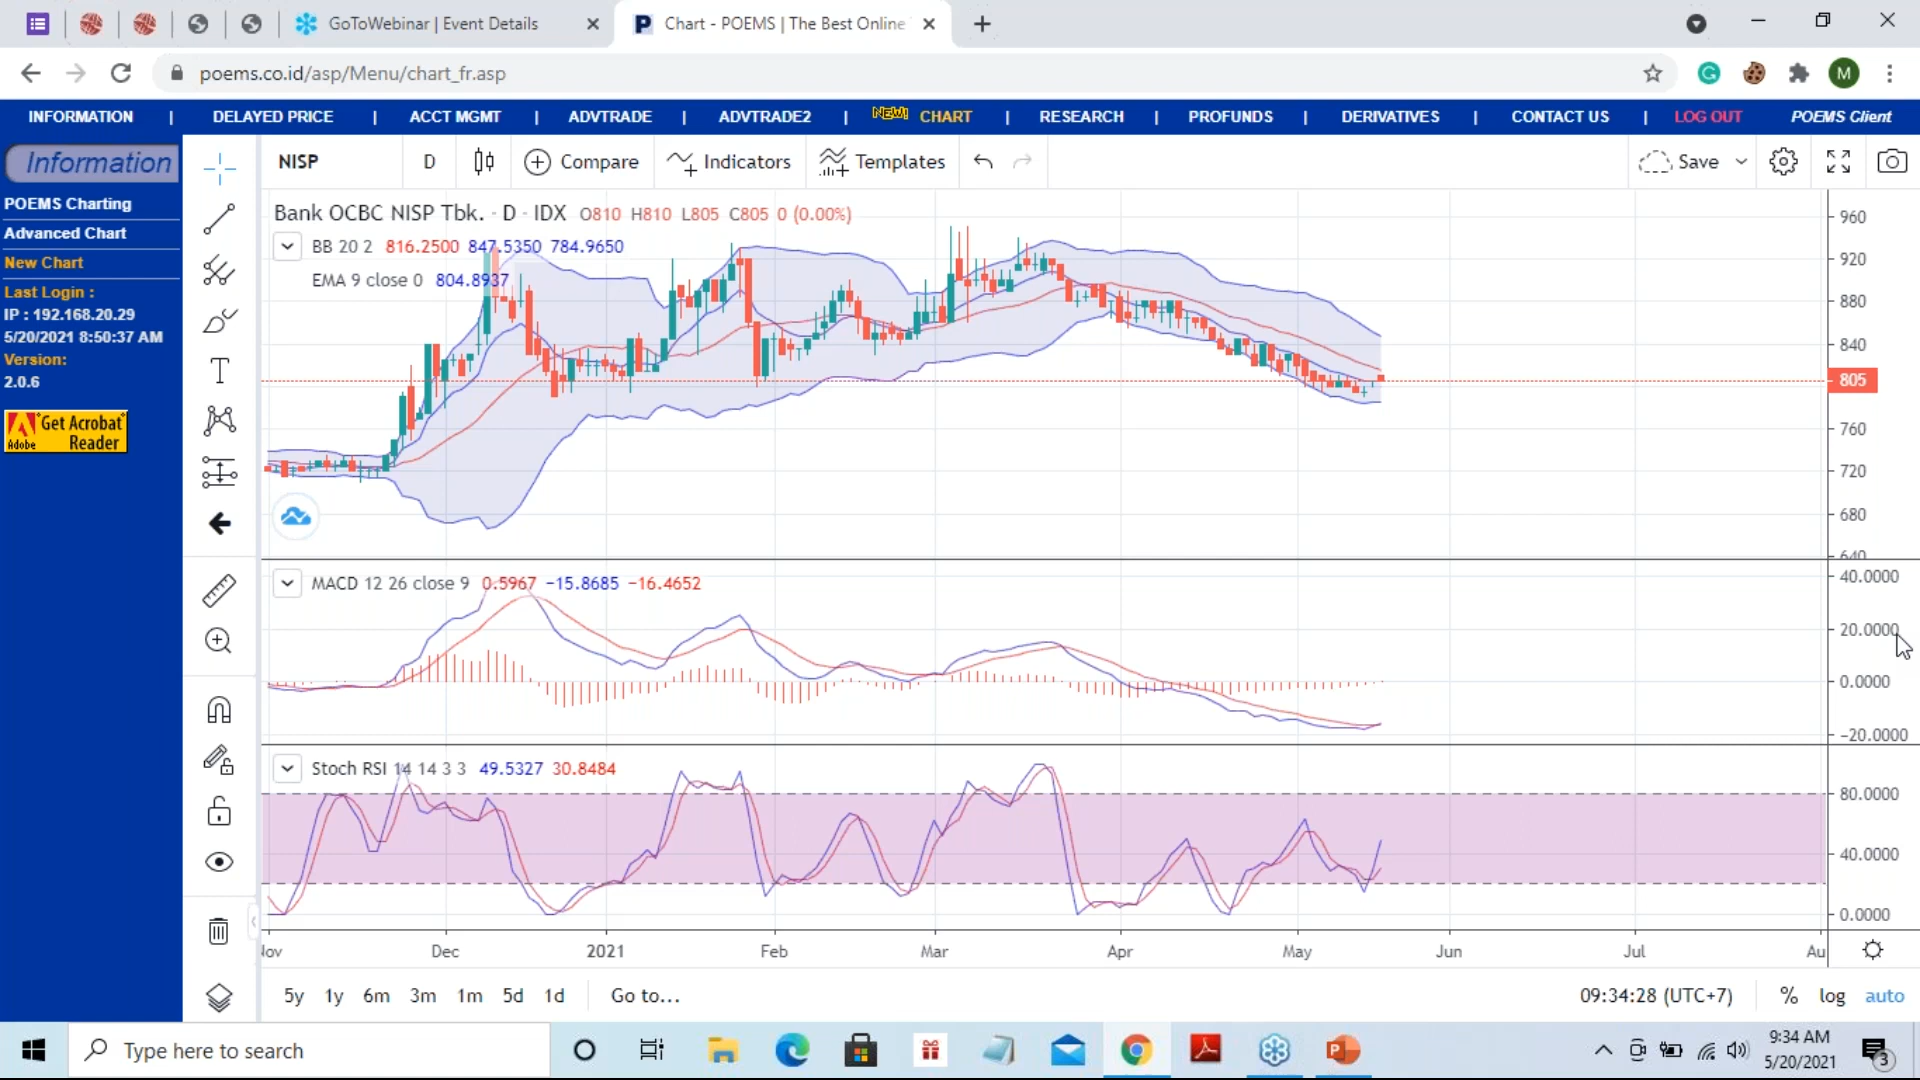 GoToWebinar | Event Details
Chart - POEMS | The Best Online
poems.co.id/asp/Menu/chart_fr.asp
M
INFORMATION | DELAYED PRICE | ACCT MGMT | ADVTRADE | ADVTRADE2 | NEW! CHART | RESEARCH | PROFUNDS | DERIVATIVES | CONTACT US | LOG OUT POEMS Client
Information
POEMS Charting
Advanced Chart
New Chart
Last Login :
IP : 192.168.20.29
5/20/2021 8:50:37 AM
Version:
2.0.6
Get Acrobat
Adobe Reader
NISP D Compare Indicators Templates Save
Bank OCBC NISP Tbk. · D · IDX O810 H810 L805 C805 0 (0.00%)
BB 20 2 816.2500 847.5350 784.9650
EMA 9 close 0 804.8937
960
920
880
840
805
760
720
680
640
MACD 12 26 close 9 0.5967 −15.8685 −16.4652
40.0000
20.0000
0.0000
−20.0000
Stoch RSI 14 14 3 3 49.5327 30.8484
80.0000
40.0000
0.0000
Nov Dec 2021 Feb Mar Apr May Jun Jul Au
5y 1y 6m 3m 1m 5d 1d Go to... 09:34:28 (UTC+7) % log auto
Type here to search
9:34 AM
5/20/2021
3